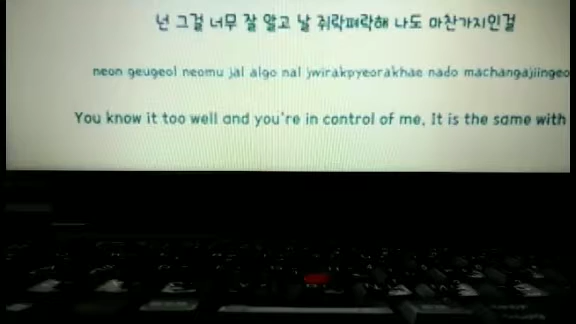 넌 그걸 너무 잘 알고 날 쥐락펴락해 나도 마찬가지인걸
neon geugeol neomu jal algo nal jwirakpyeorakhae nado machangajiingeo
You know it too well and you're in control of me, It is the same with